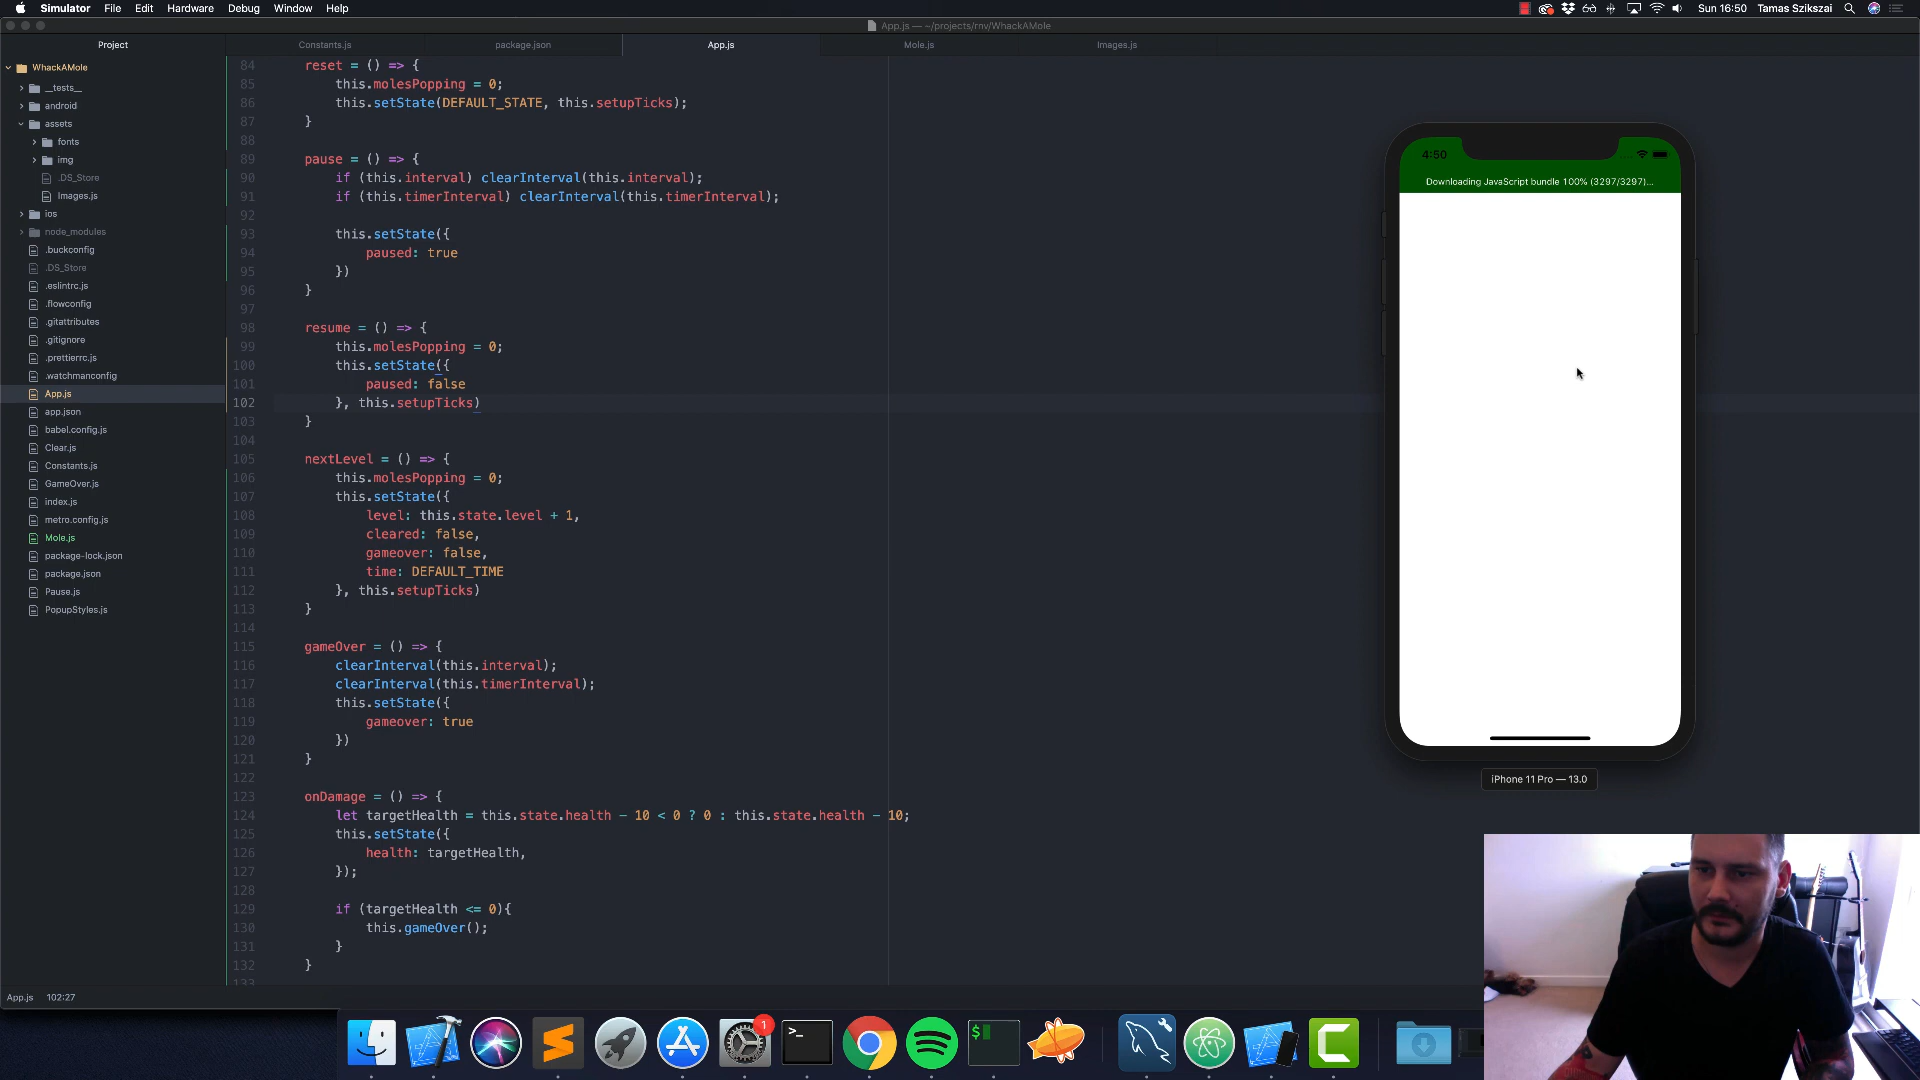 Simulator File Edit Hardware Debug Window Help
Sun 16:50 Tamas Szikszai
App.js — ~/projects/rnv/WhackAMole
Project
Constants.js package.json App.js Mole.js Images.js
WhackAMole
__tests__
android
assets
fonts
img
.DS_Store
Images.js
ios
node_modules
.buckconfig
.DS_Store
.eslintrc.js
.flowconfig
.gitattributes
.gitignore
.prettierrc.js
.watchmanconfig
App.js
app.json
babel.config.js
Clear.js
Constants.js
GameOver.js
index.js
metro.config.js
Mole.js
package-lock.json
package.json
Pause.js
PopupStyles.js
84 reset = () => {
85 this.molesPopping = 0;
86 this.setState(DEFAULT_STATE, this.setupTicks);
87 }
88
89 pause = () => {
90 if (this.interval) clearInterval(this.interval);
91 if (this.timerInterval) clearInterval(this.timerInterval);
92
93 this.setState({
94 paused: true
95 })
96 }
97
98 resume = () => {
99 this.molesPopping = 0;
100 this.setState({
101 paused: false
102 }, this.setupTicks)
103 }
104
105 nextLevel = () => {
106 this.molesPopping = 0;
107 this.setState({
108 level: this.state.level + 1,
109 cleared: false,
110 gameover: false,
111 time: DEFAULT_TIME
112 }, this.setupTicks)
113 }
114
115 gameOver = () => {
116 clearInterval(this.interval);
117 clearInterval(this.timerInterval);
118 this.setState({
119 gameover: true
120 })
121 }
122
123 onDamage = () => {
124 let targetHealth = this.state.health - 10 < 0 ? 0 : this.state.health - 10;
125 this.setState({
126 health: targetHealth,
127 });
128
129 if (targetHealth <= 0){
130 this.gameOver();
131 }
132 }
133
4:50
Downloading JavaScript bundle 100% (3297/3297)...
iPhone 11 Pro — 13.0
App.js 102:27
1
>_
$